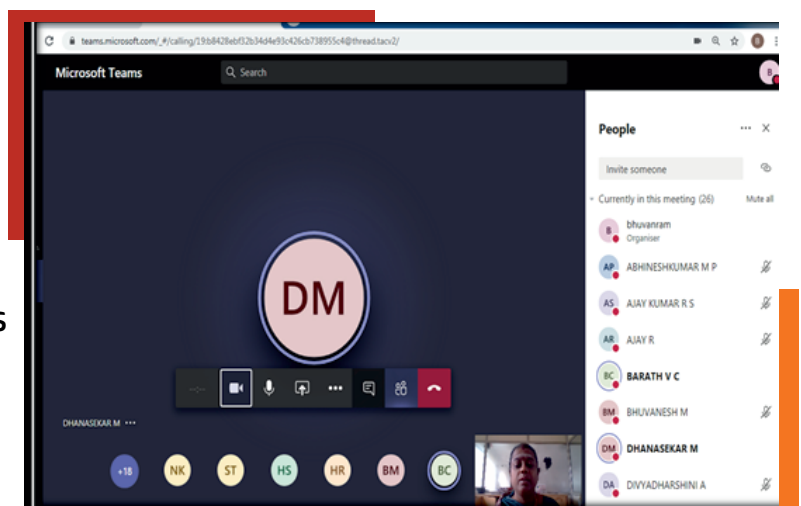 teams.microsoft.com/_#/calling/19:b8428ebf32b34d4e93c426cb738955c4@thread.tacv2/
B
Microsoft Teams
Search
B
People
Invite someone
Currently in this meeting (26) Mute all
B bhuvanram
Organiser
AP ABHINESHKUMAR M P
AS AJAY KUMAR R S
AR AJAY R
BC BARATH V C
BM BHUVANESH M
DM DHANASEKAR M
DA DIVYADHARSHINI A
DM
--:--
DHANASEKAR M
+18 NK ST HS HR BM BC
s